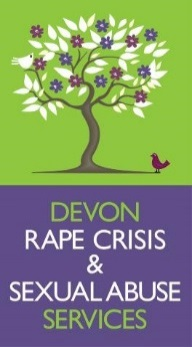 DEVON
RAPE CRISIS
&
SEXUAL ABUSE
SERVICES